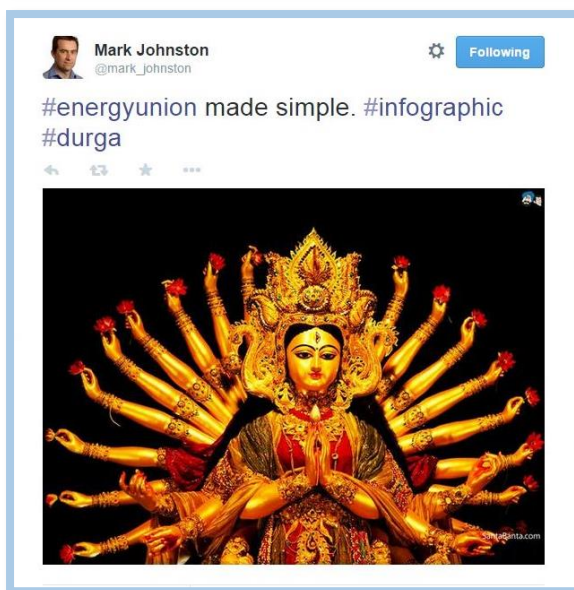 Mark Johnston
@mark_johnston
Following
#energyunion made simple. #infographic
#durga
SantaBanta.com